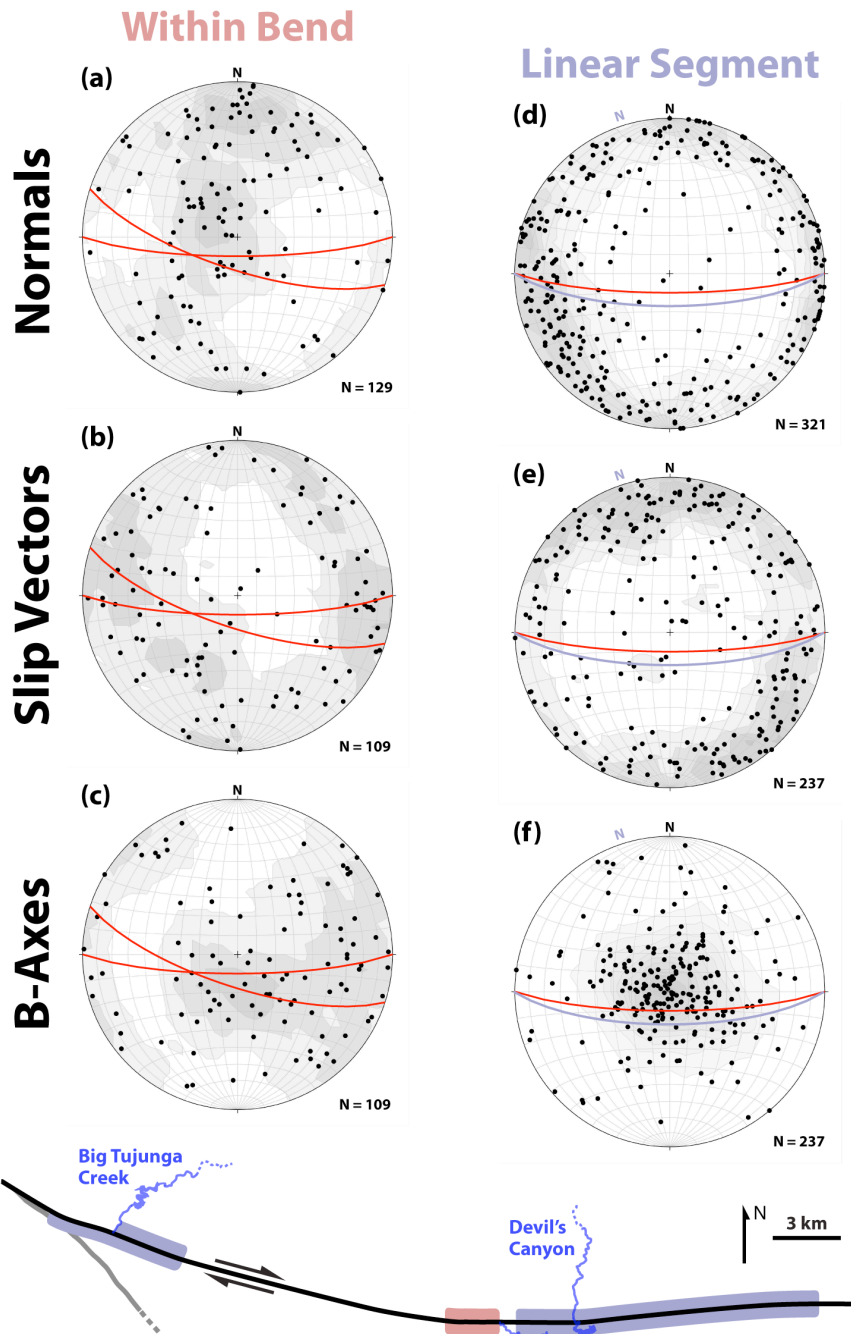 Within Bend
Linear Segment
Normals
(a)
N
N = 129
(d)
N
N
N = 321
Slip Vectors
(b)
N
N = 109
(e)
N
N
N = 237
B-Axes
(c)
N
N = 109
(f)
N
N
N = 237
Big Tujunga
Creek
Devil's
Canyon
N
3 km